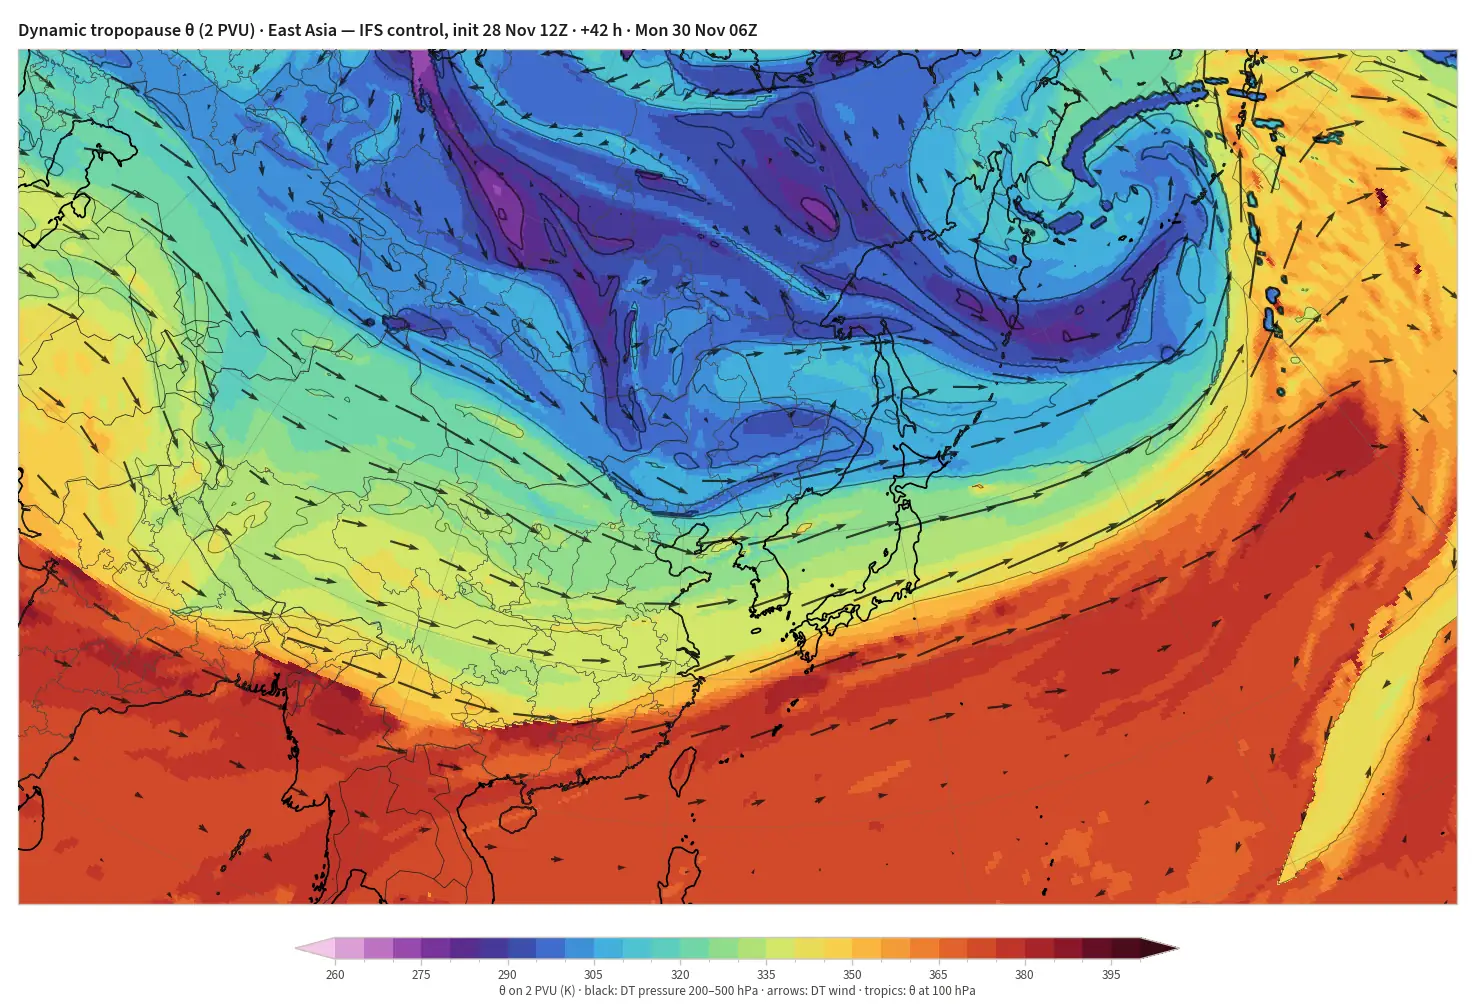 Dynamic tropopause θ (2 PVU) · East Asia — IFS control, init 28 Nov 12Z · +42 h · Mon 30 Nov 06Z
260 275 290 305 320 335 350 365 380 395
θ on 2 PVU (K) · black: DT pressure 200–500 hPa · arrows: DT wind · tropics: θ at 100 hPa